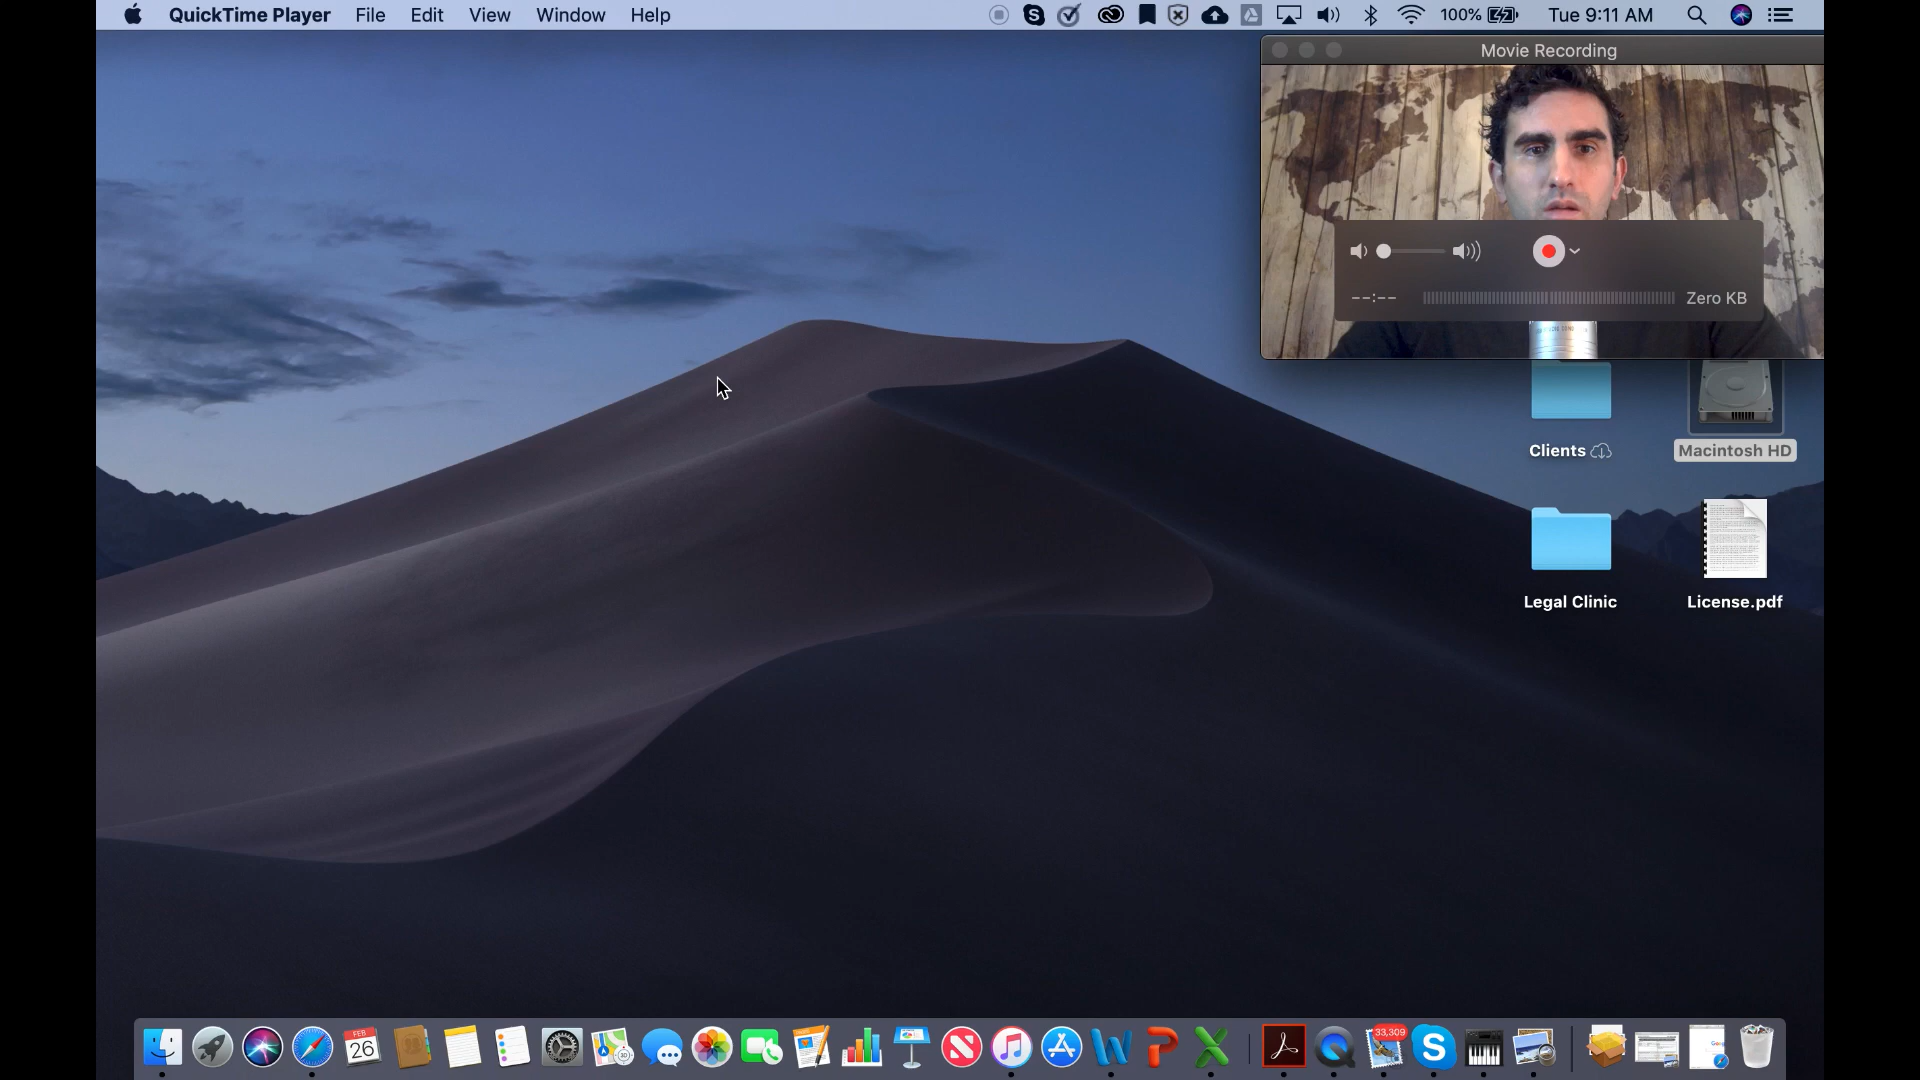 QuickTime Player File Edit View Window Help 100% Tue 9:11 AM
Movie Recording
--:-- Zero KB
Clients
Macintosh HD
Legal Clinic
License.pdf
FEB
26
33,309